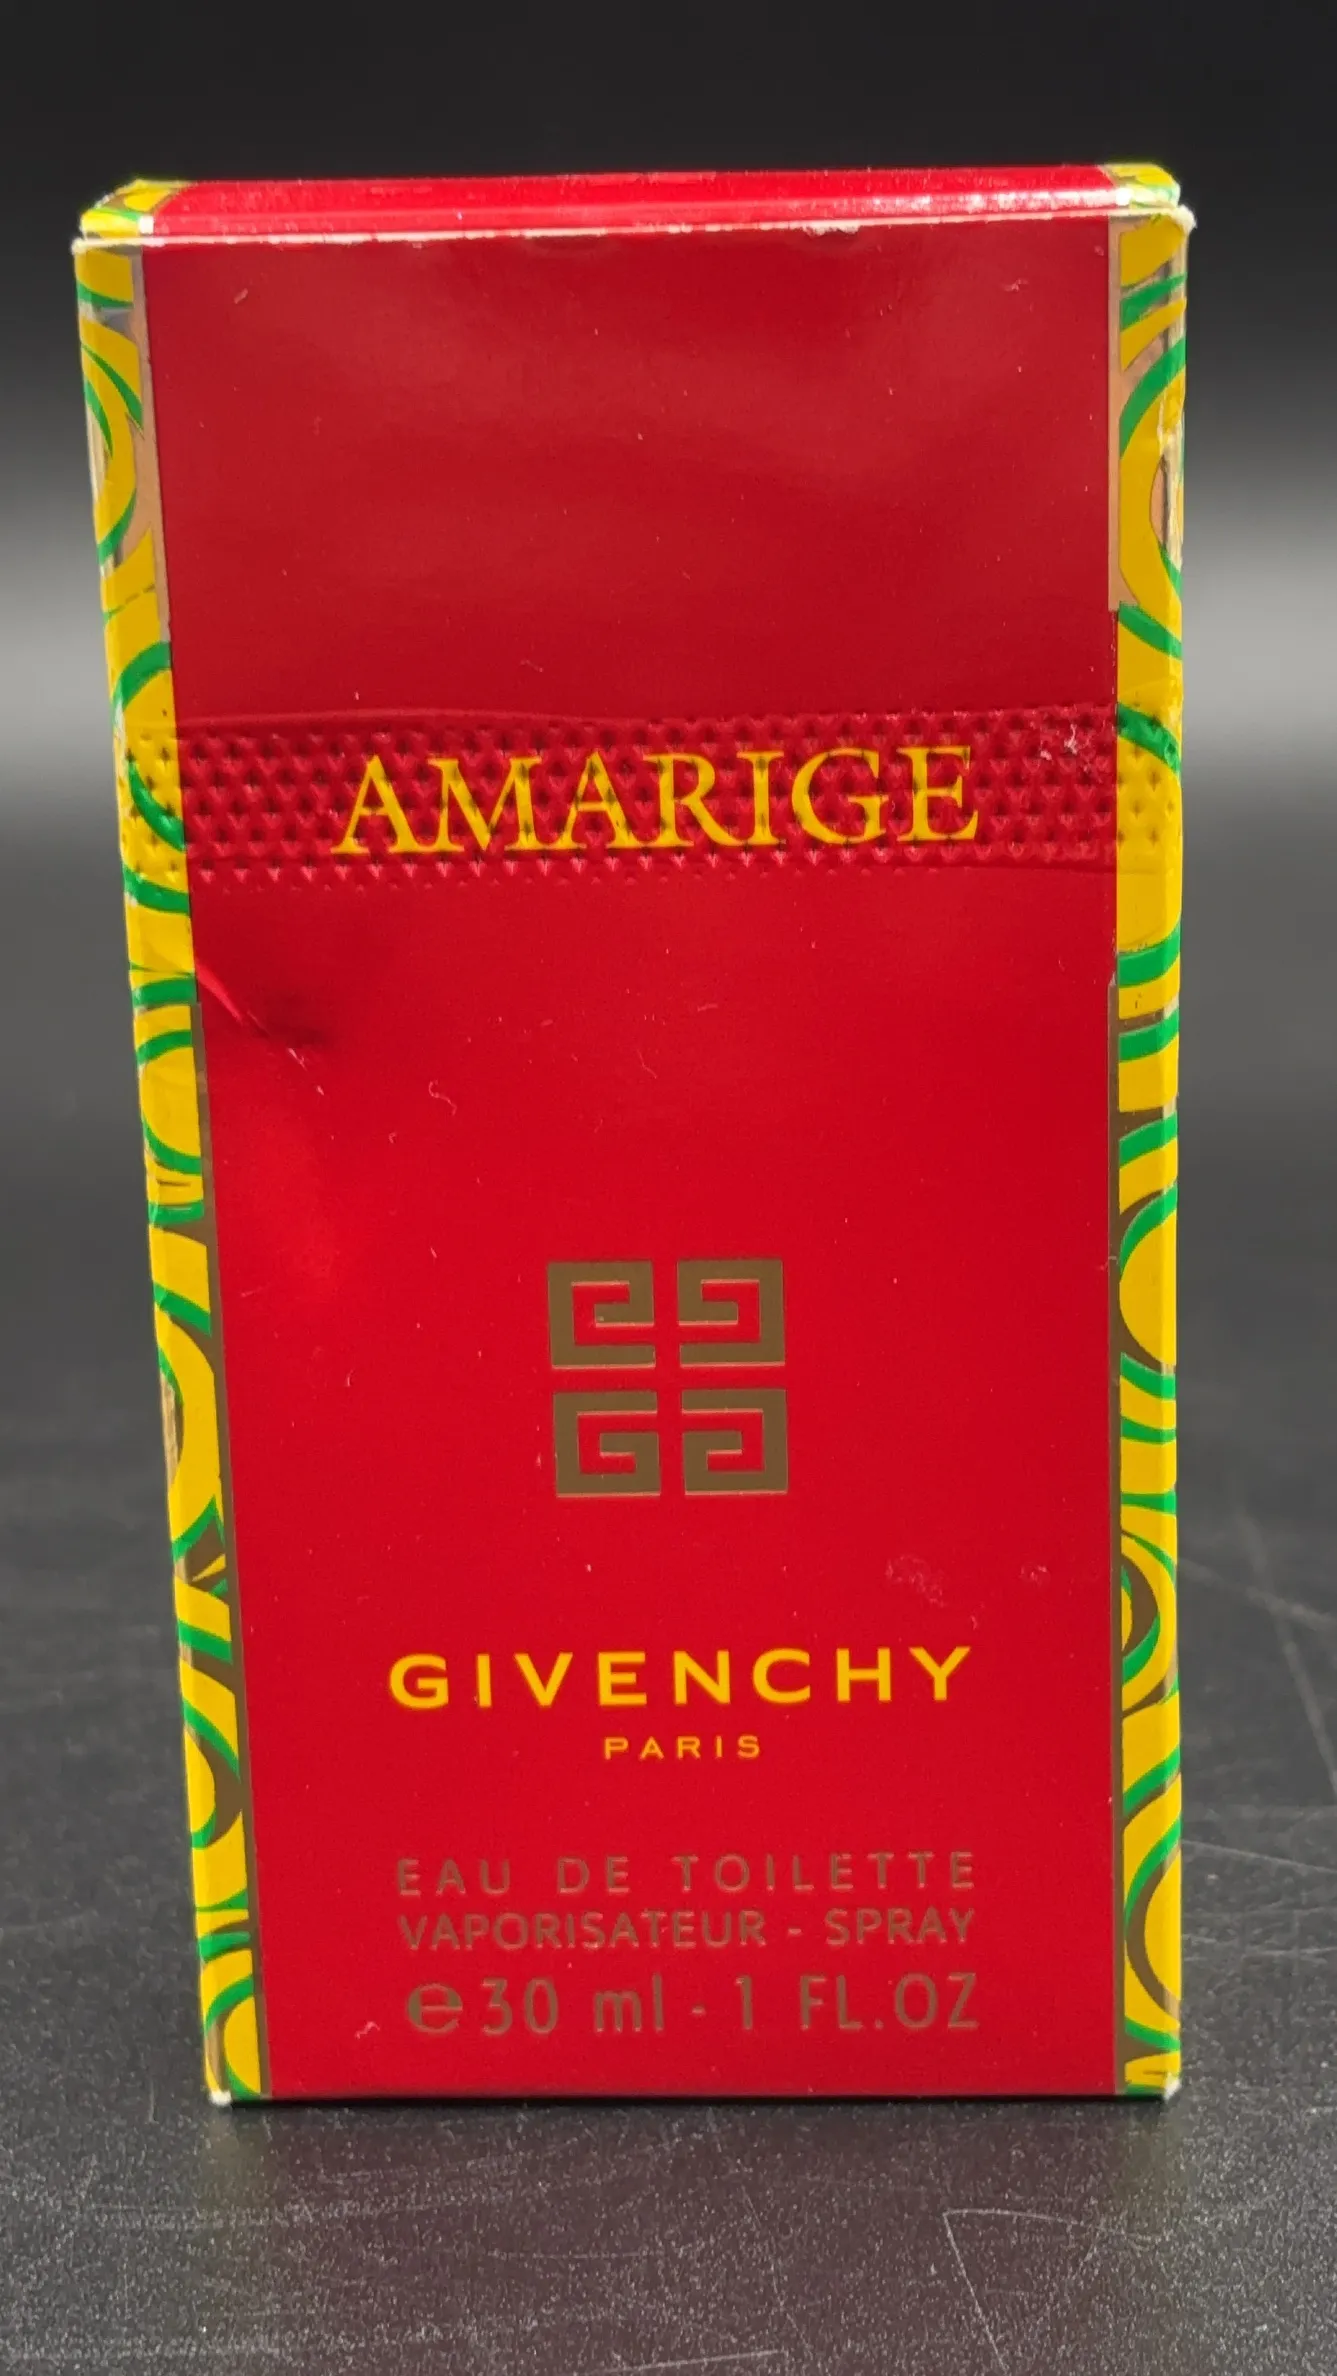 AMARIGE
GIVENCHY
PARIS
EAU DE TOILETTE
VAPORISATEUR - SPRAY
℮30 ml - 1 FL.OZ